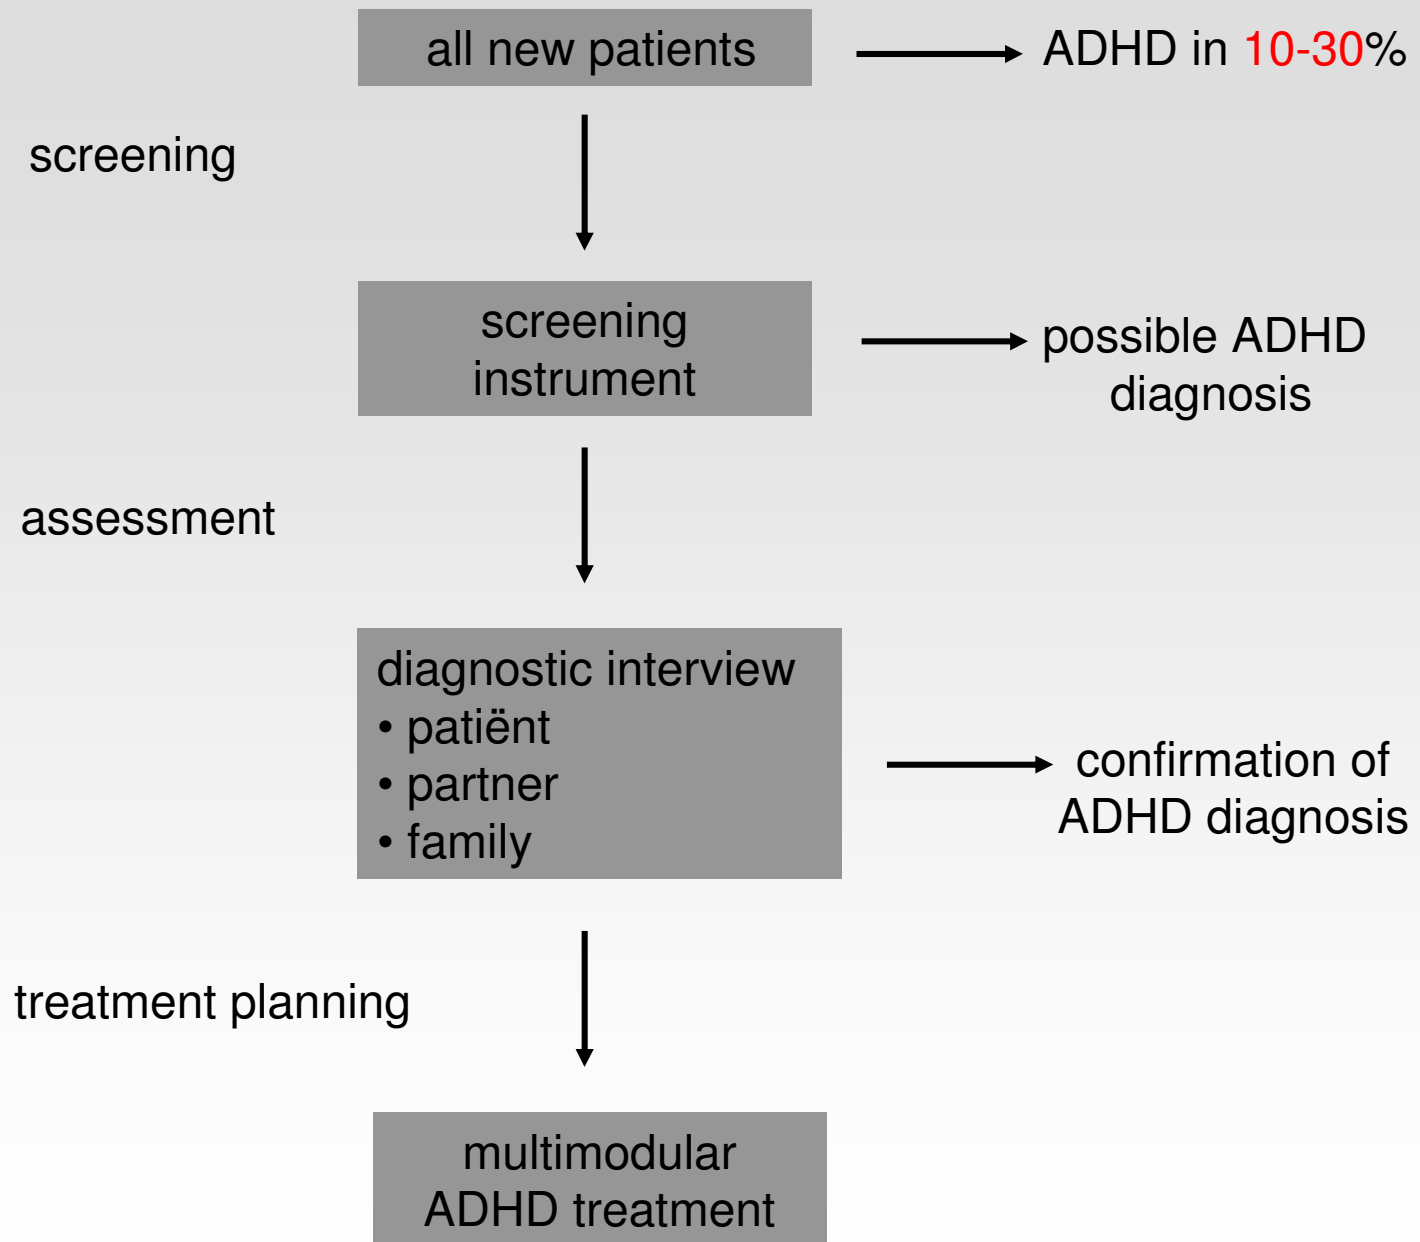 all new patients
ADHD in 10-30%
screening
screening
instrument
possible ADHD
diagnosis
assessment
diagnostic interview
• patiënt
• partner
• family
confirmation of
ADHD diagnosis
treatment planning
multimodular
ADHD treatment